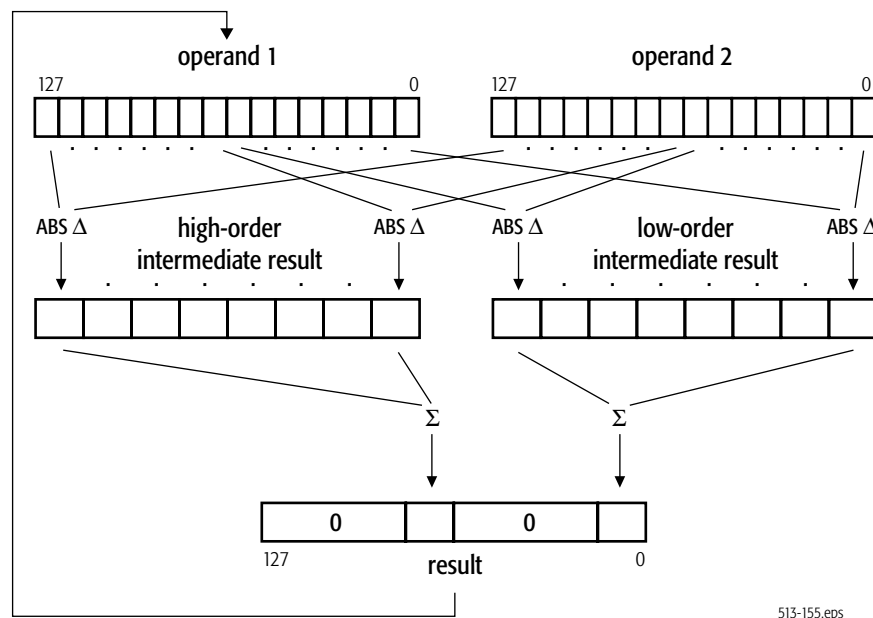 operand 1
operand 2
127
0
127
0
. . . . . .
. . . . . .
. . . . . .
. . . . . .
ABS Δ
high-order
intermediate result
ABS Δ
ABS Δ
low-order
intermediate result
ABS Δ
. . . . . .
. . . . . .
Σ
Σ
0
0
127
result
0
513-155.eps